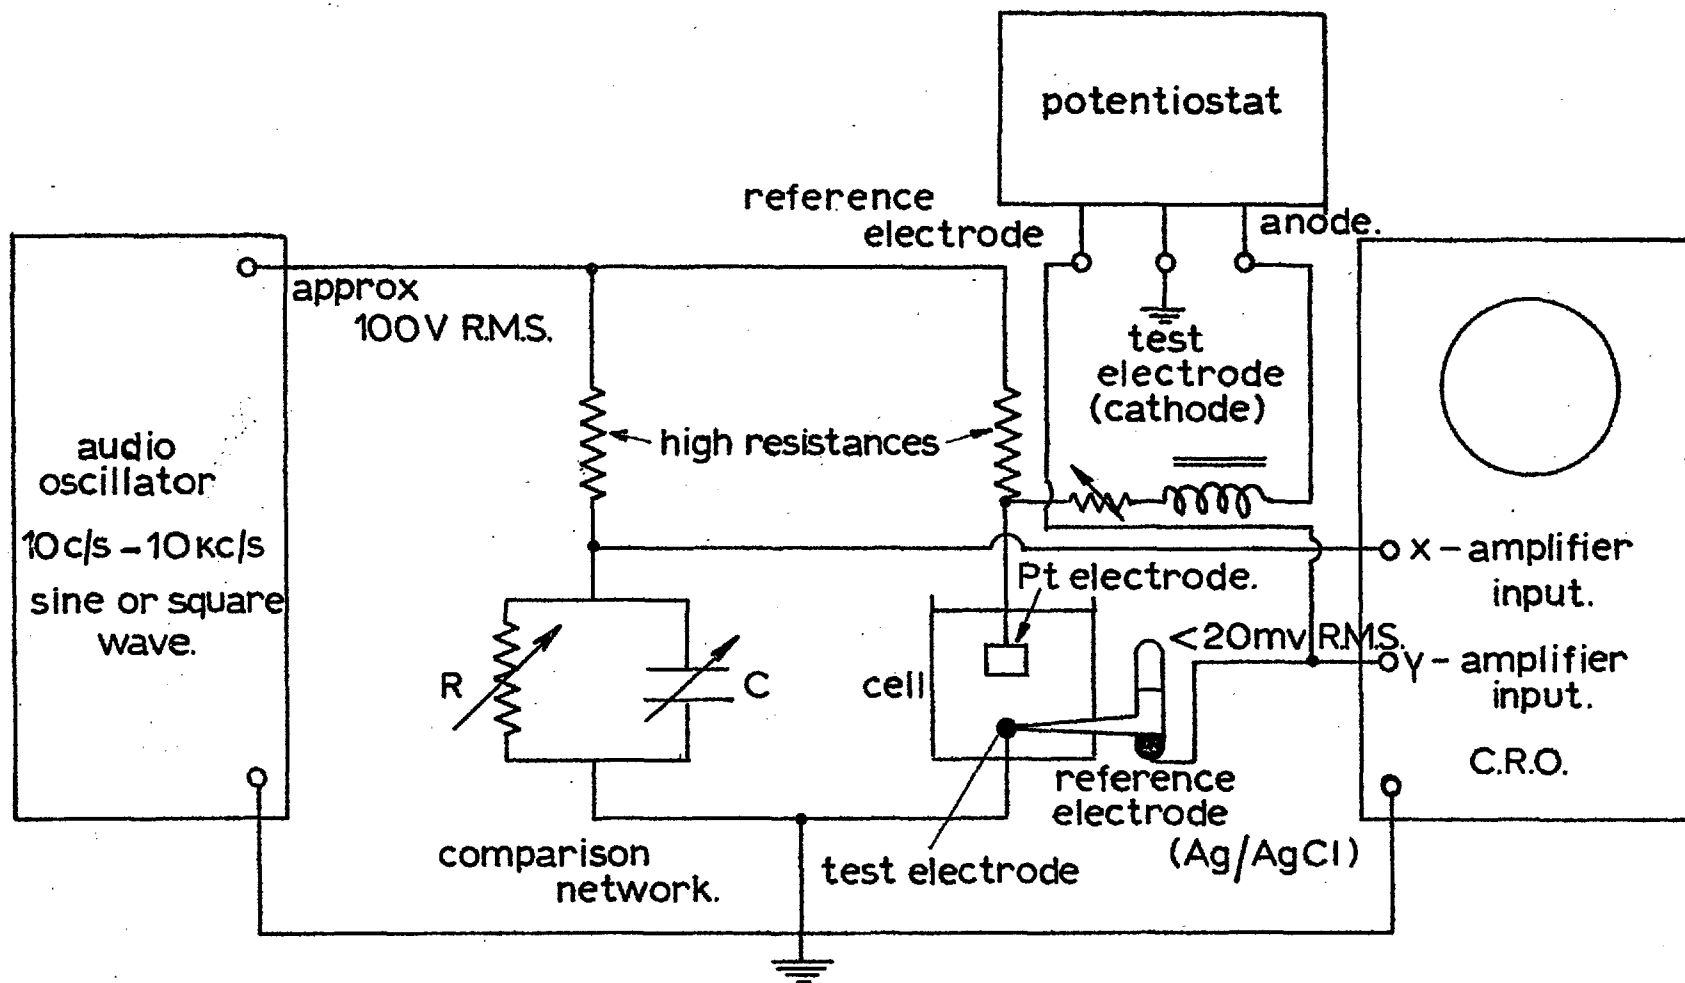 potentiostat
reference
electrode
anode.
approx
100V R.M.S.
test
electrode
(cathode)
audio
oscillator
10c/s - 10Kc/s
sine or square
wave.
high resistances
X - amplifier
input.
Pt electrode.
<20mv R.M.S.
Y - amplifier
input.
R
C
cell
C.R.O.
reference
electrode
(Ag/AgCl)
comparison
network.
test electrode